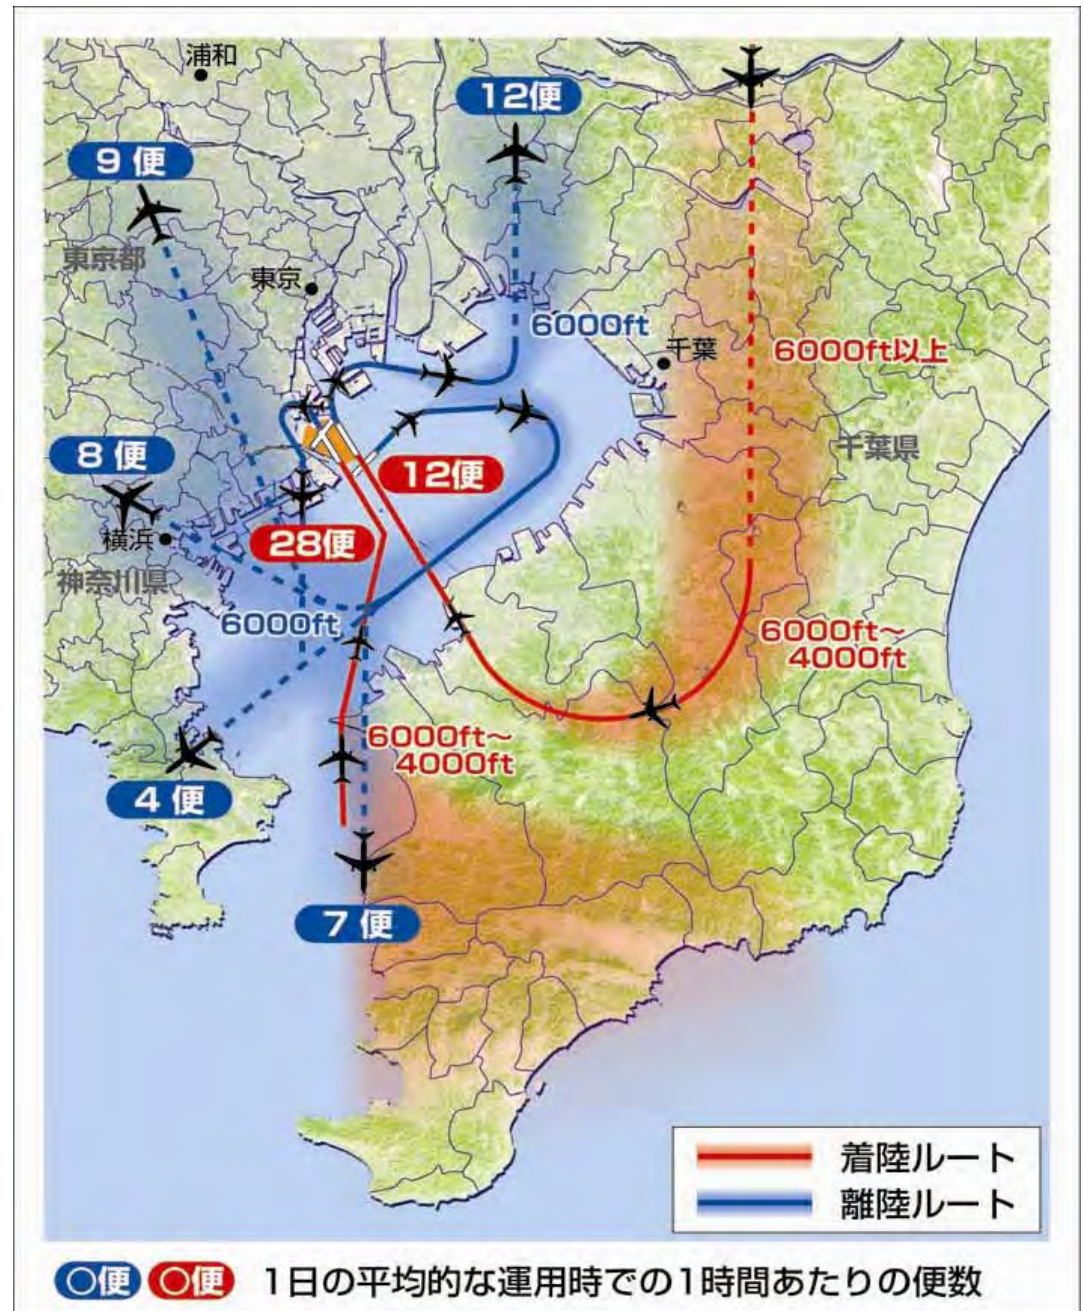 浦和
12便
9 便
東京都
東京
6000ft
千葉
6000ft以上
千葉県
8 便
12便
横浜
28便
神奈川県
6000ft
6000ft～
4000ft
6000ft～
4000ft
4 便
7 便
着陸ルート
離陸ルート
○便 ○便 1日の平均的な運用時での1時間あたりの便数